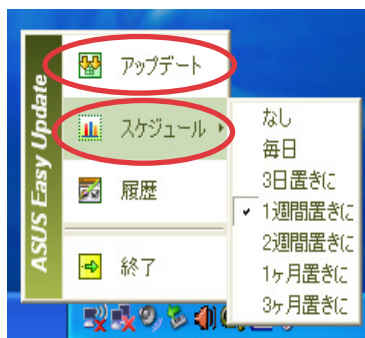 ASUS Easy Update
アップデート
スケジュール
履歴
終了
なし
毎日
3日置きに
1週間置きに
2週間置きに
1ヶ月置きに
3ヶ月置きに